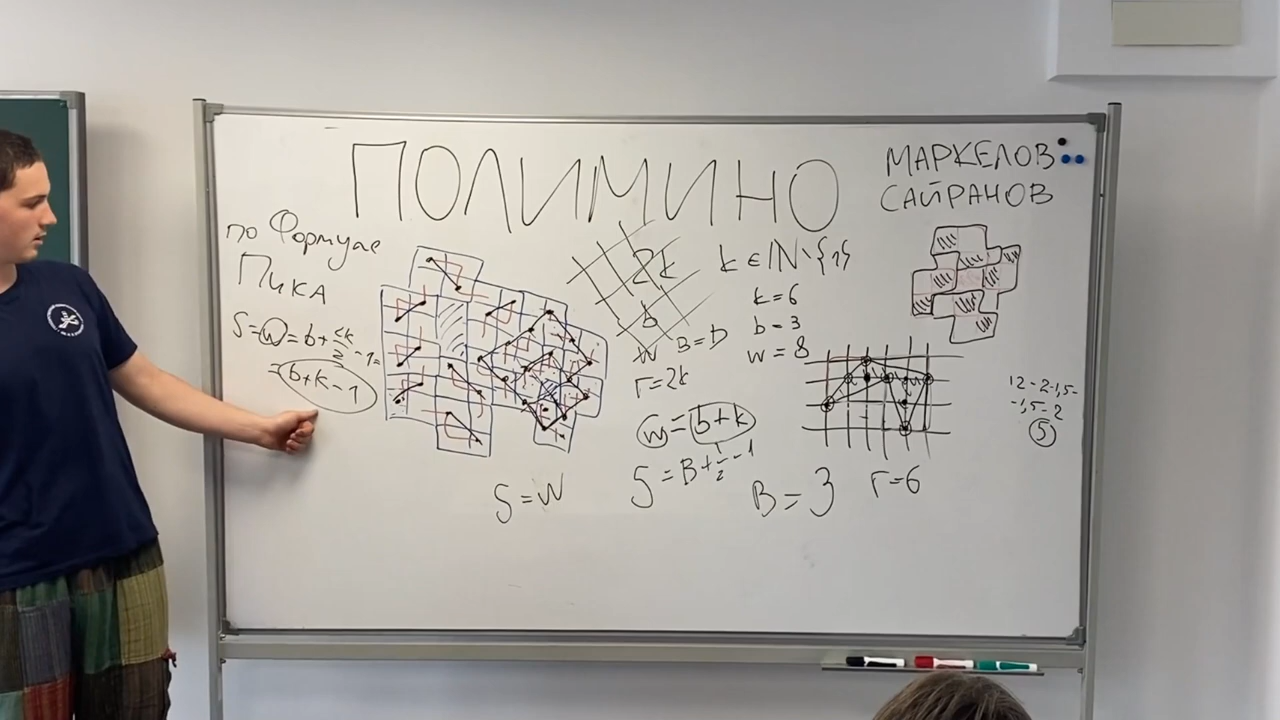 ПОЛИМИНО
МАРКЕЛОВ
САЙРАНОВ
по Формуле
ПИКА
S=W=b+2k/2-1=
=b+k-1
2k
b
k∈ℕ\{1}
k=6
b=3
w=8
B=b
Г=2k
W=b+k
S=B+Г/2-1
S=W
B=3
Г=6
12-2-1,5-
-1,5-2
5